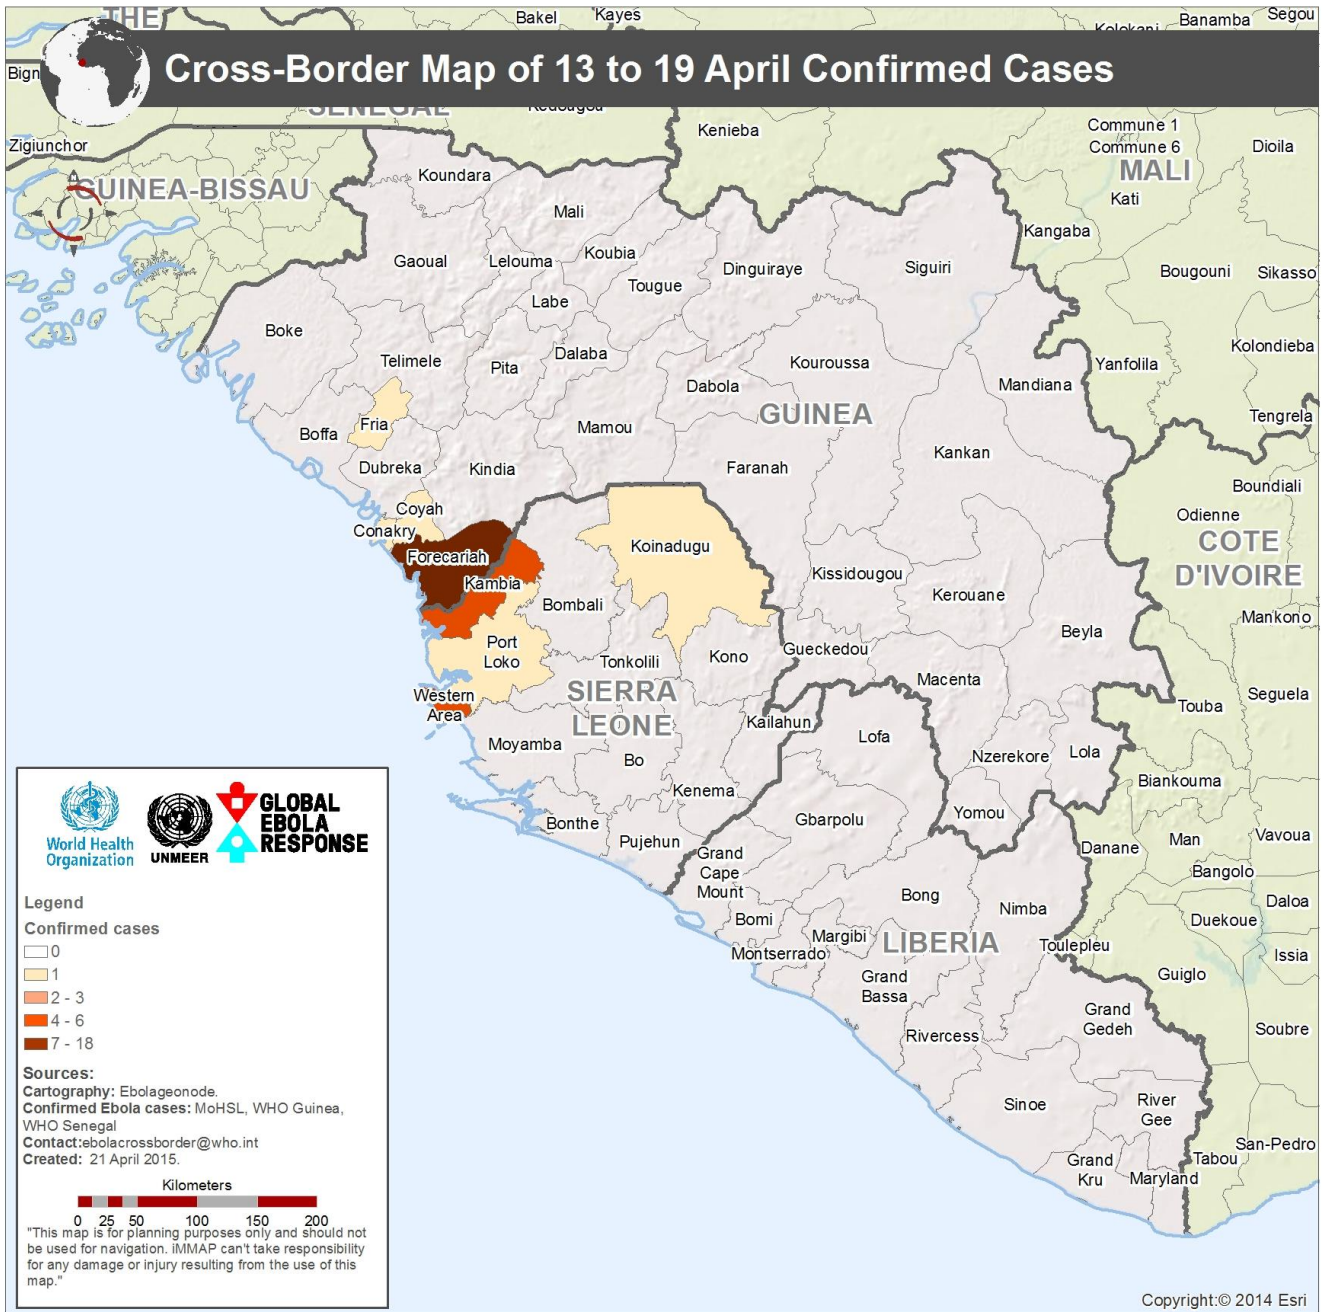 THE
Bakel
Kayes
Kolokani
Banamba
Segou
Bign
Cross-Border Map of 13 to 19 April Confirmed Cases
SENEGAL
Kedougou
Kenieba
Commune 1
Commune 6
Dioila
Zigiunchor
MALI
GUINEA-BISSAU
Koundara
Kati
Mali
Kangaba
Gaoual
Lelouma
Koubia
Dinguiraye
Siguiri
Bougouni
Sikasso
Tougue
Labe
Boke
Kolondieba
Telimele
Pita
Dalaba
Kouroussa
Yanfolila
Dabola
Mandiana
GUINEA
Tengrela
Fria
Boffa
Mamou
Kankan
Dubreka
Kindia
Faranah
Boundiali
Coyah
Odienne
Conakry
COTE
D'IVOIRE
Koinadugu
Forecariah
Kissidougou
Kambia
Kerouane
Bombali
Mankono
Beyla
Port
Loko
Gueckedou
Tonkolili
Kono
Macenta
SIERRA
LEONE
Western
Area
Seguela
Touba
Kailahun
Lofa
Moyamba
Nzerekore
Lola
Bo
Biankouma
Kenema
Yomou
Gbarpolu
Bonthe
Pujehun
Man
Vavoua
Danane
Grand
Cape
Mount
Bangolo
Bong
Nimba
Daloa
Bomi
Duekoue
Margibi
LIBERIA
Toulepleu
Montserrado
Issia
Guiglo
Grand
Bassa
Grand
Gedeh
Soubre
Rivercess
Sinoe
River
Gee
San-Pedro
Tabou
Grand
Kru
Maryland
World Health
Organization
UNMEER
GLOBAL
EBOLA
RESPONSE
Legend
Confirmed cases
0
1
2 - 3
4 - 6
7 - 18
Sources:
Cartography: Ebolageonode.
Confirmed Ebola cases: MoHSL, WHO Guinea,
WHO Senegal
Contact:ebolacrossborder@who.int
Created: 21 April 2015.
Kilometers
0 25 50 100 150 200
"This map is for planning purposes only and should not
be used for navigation. iMMAP can't take responsibility
for any damage or injury resulting from the use of this
map."
Copyright:© 2014 Esri